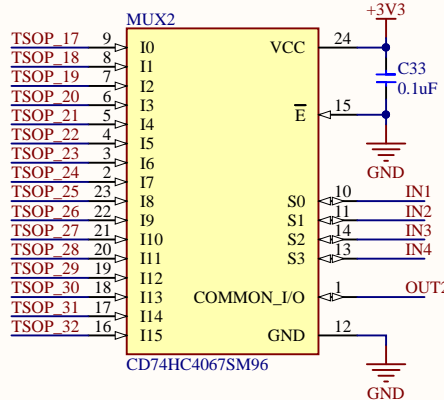 MUX2
+3V3
TSOP_17 9 I0 VCC 24
TSOP_18 8 I1
TSOP_19 7 I2
C33
0.1uF
TSOP_20 6 I3 E 15
TSOP_21 5 I4
TSOP_22 4 I5
TSOP_23 3 I6
GND
TSOP_24 2 I7
TSOP_25 23 I8 S0 10 IN1
TSOP_26 22 I9 S1 11 IN2
TSOP_27 21 I10 S2 14 IN3
TSOP_28 20 I11 S3 13 IN4
TSOP_29 19 I12
TSOP_30 18 I13 COMMON_I/O 1 OUT2
TSOP_31 17 I14
TSOP_32 16 I15 GND 12
CD74HC4067SM96
GND